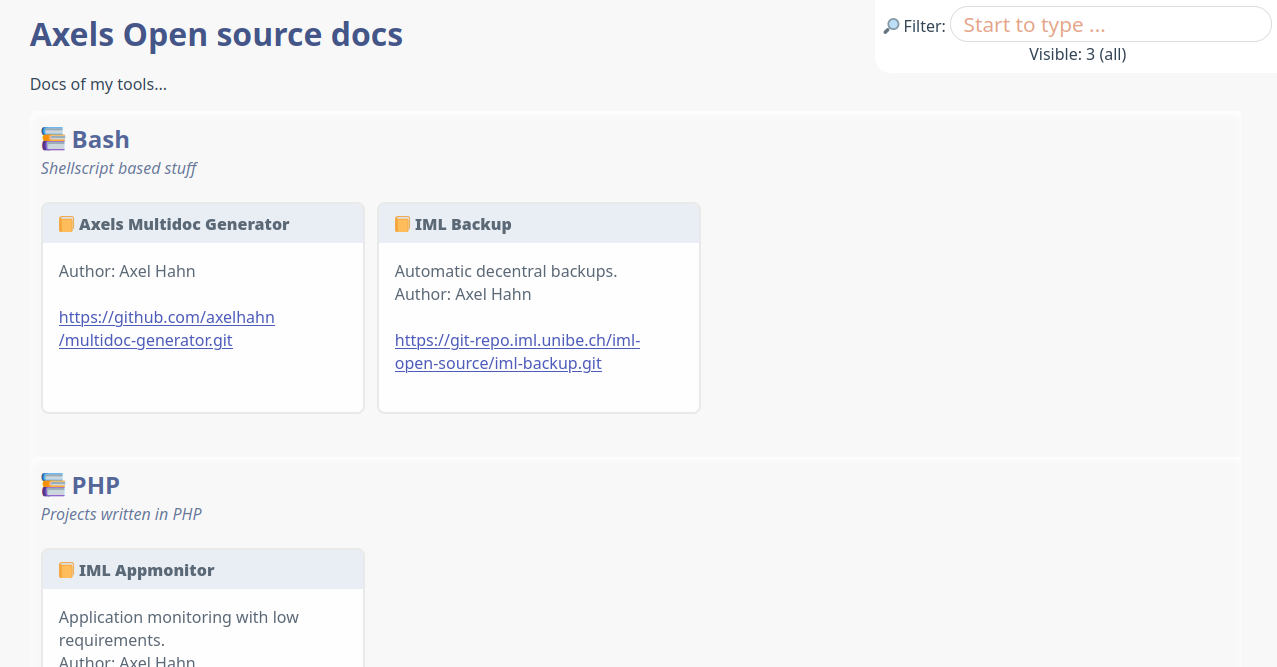 Axels Open source docs
Filter: Start to type ...
Visible: 3 (all)
Docs of my tools...
Bash
Shellscript based stuff
Axels Multidoc Generator
Author: Axel Hahn
https://github.com/axelhahn
/multidoc-generator.git
IML Backup
Automatic decentral backups.
Author: Axel Hahn
https://git-repo.iml.unibe.ch/iml-
open-source/iml-backup.git
PHP
Projects written in PHP
IML Appmonitor
Application monitoring with low
requirements.
Author: Axel Hahn